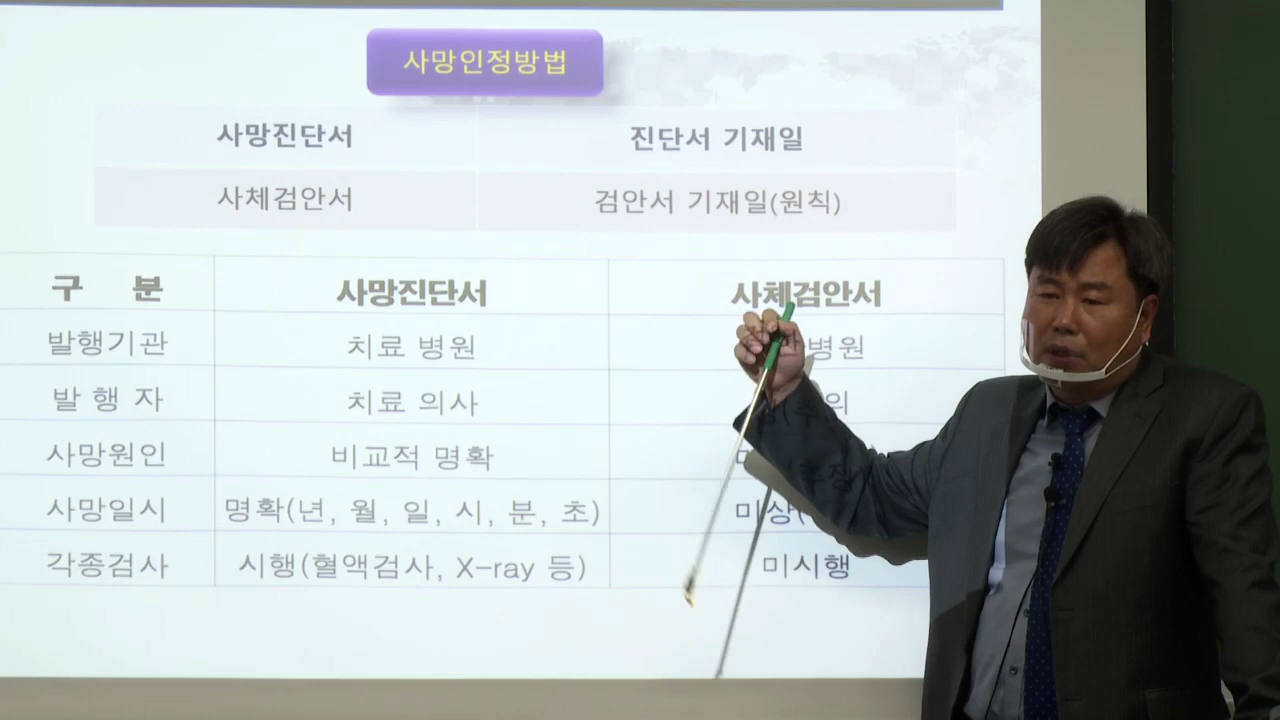 사망인정방법
사망진단서 진단서 기재일
사체검안서 검안서 기재일(원칙)
구 분 사망진단서 사체검안서
발행기관 치료 병원 병원
발 행 자 치료 의사
사망원인 비교적 명확
사망일시 명확(년, 월, 일, 시, 분, 초) 미상(
각종검사 시행(혈액검사, X-ray 등) 미시행